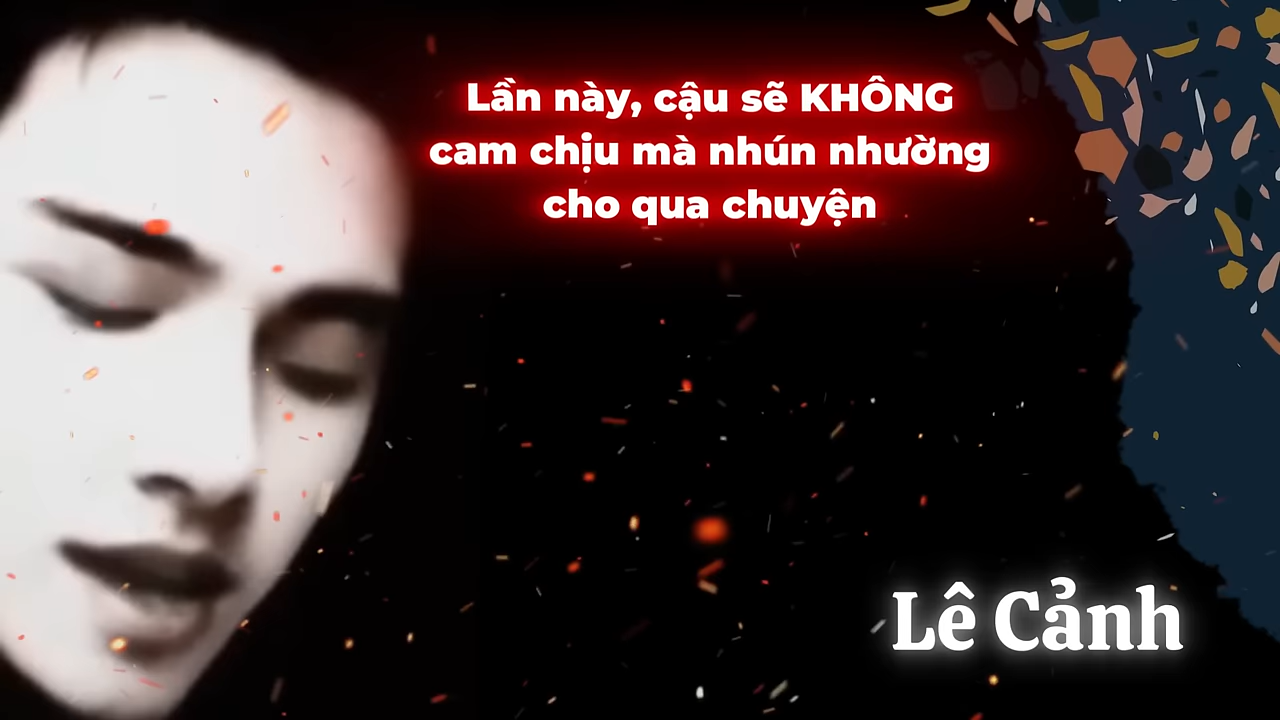 Lần này, cậu sẽ KHÔNG
cam chịu mà nhún nhường
cho qua chuyện
Lê Cảnh